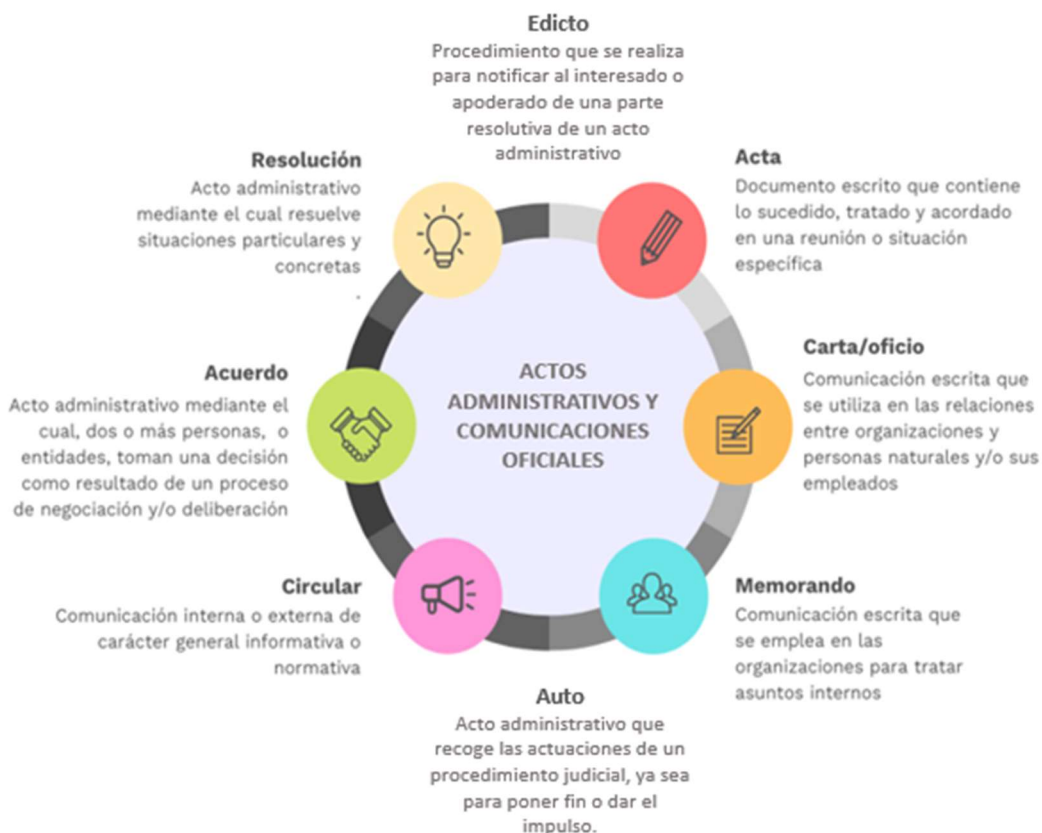 Edicto
Procedimiento que se realiza
para notificar al interesado o
apoderado de una parte
resolutiva de un acto
administrativo
Resolución
Acto administrativo
mediante el cual resuelve
situaciones particulares y
concretas
.
Acta
Documento escrito que contiene
lo sucedido, tratado y acordado
en una reunión o situación
específica
Acuerdo
Acto administrativo mediante el
cual, dos o más personas, o
entidades, toman una decisión
como resultado de un proceso
de negociación y/o deliberación
ACTOS
ADMINISTRATIVOS Y
COMUNICACIONES
OFICIALES
Carta/oficio
Comunicación escrita que
se utiliza en las relaciones
entre organizaciones y
personas naturales y/o sus
empleados
Circular
Comunicación interna o externa de
carácter general informativa o
normativa
Memorando
Comunicación escrita que
se emplea en las
organizaciones para tratar
asuntos internos
Auto
Acto administrativo que
recoge las actuaciones de un
procedimiento judicial, ya sea
para poner fin o dar el
impulso.